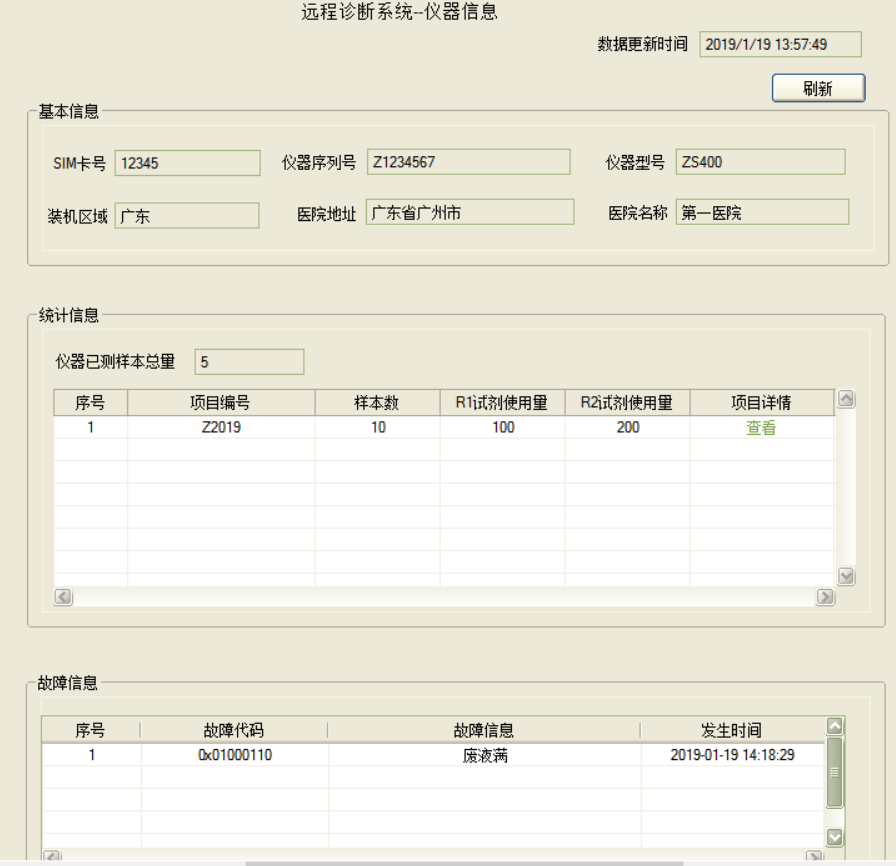 远程诊断系统--仪器信息
数据更新时间 2019/1/19 13:57:49
刷新
基本信息
SIM卡号 12345 仪器序列号 Z1234567 仪器型号 ZS400
装机区域 广东 医院地址 广东省广州市 医院名称 第一医院
统计信息
仪器已测样本总量 5
序号 项目编号 样本数 R1试剂使用量 R2试剂使用量 项目详情
1 Z2019 10 100 200 查看
故障信息
序号 故障代码 故障信息 发生时间
1 0x01000110 废液满 2019-01-19 14:18:29